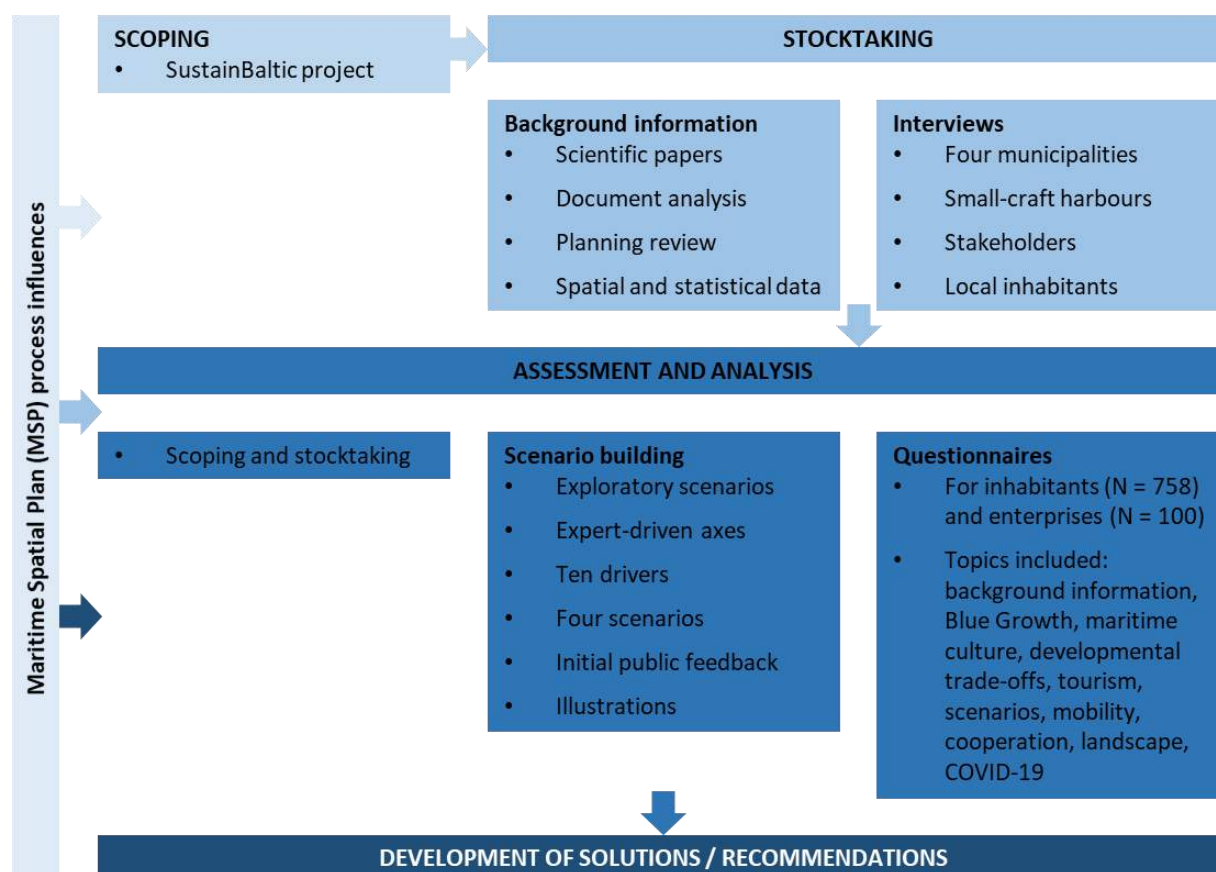 Maritime Spatial Plan (MSP) process influences
SCOPING
• SustainBaltic project
STOCKTAKING
Background information
• Scientific papers
• Document analysis
• Planning review
• Spatial and statistical data
Interviews
• Four municipalities
• Small-craft harbours
• Stakeholders
• Local inhabitants
ASSESSMENT AND ANALYSIS
• Scoping and stocktaking
Scenario building
• Exploratory scenarios
• Expert-driven axes
• Ten drivers
• Four scenarios
• Initial public feedback
• Illustrations
Questionnaires
• For inhabitants (N = 758)
and enterprises (N = 100)
• Topics included:
background information,
Blue Growth, maritime
culture, developmental
trade-offs, tourism,
scenarios, mobility,
cooperation, landscape,
COVID-19
DEVELOPMENT OF SOLUTIONS / RECOMMENDATIONS